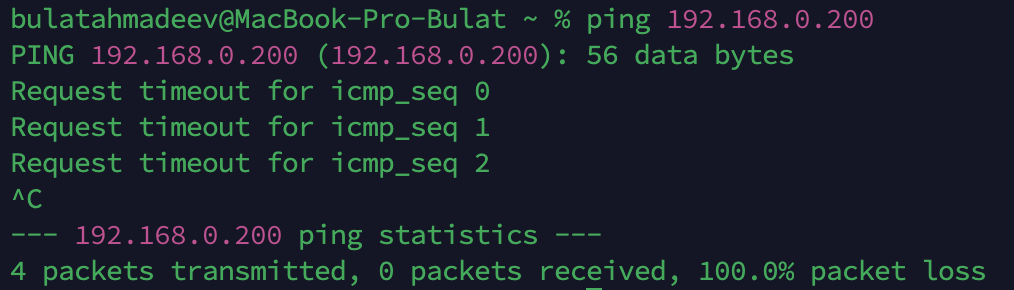 bulatahmadeev@MacBook-Pro-Bulat ~ % ping 192.168.0.200
PING 192.168.0.200 (192.168.0.200): 56 data bytes
Request timeout for icmp_seq 0
Request timeout for icmp_seq 1
Request timeout for icmp_seq 2
^C
--- 192.168.0.200 ping statistics ---
4 packets transmitted, 0 packets received, 100.0% packet loss